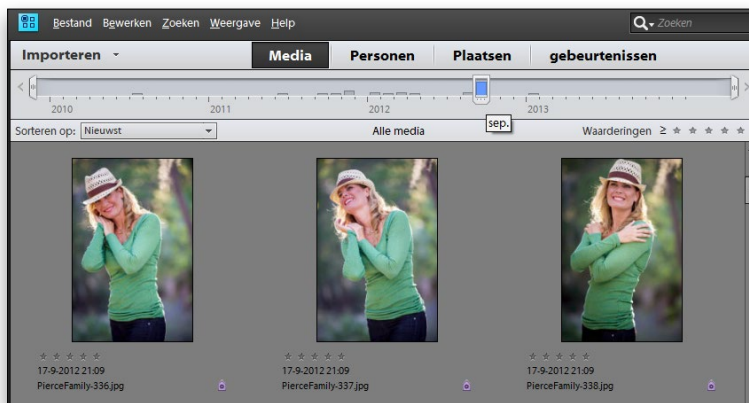 Bestand Bewerken Zoeken Weergave Help Zoeken
Importeren Media Personen Plaatsen gebeurtenissen
2010 2011 2012 2013
sep.
Sorteren op: Nieuwst Alle media Waarderingen ≥
17-9-2012 21:09 17-9-2012 21:09 17-9-2012 21:09
PierceFamily-336.jpg PierceFamily-337.jpg PierceFamily-338.jpg